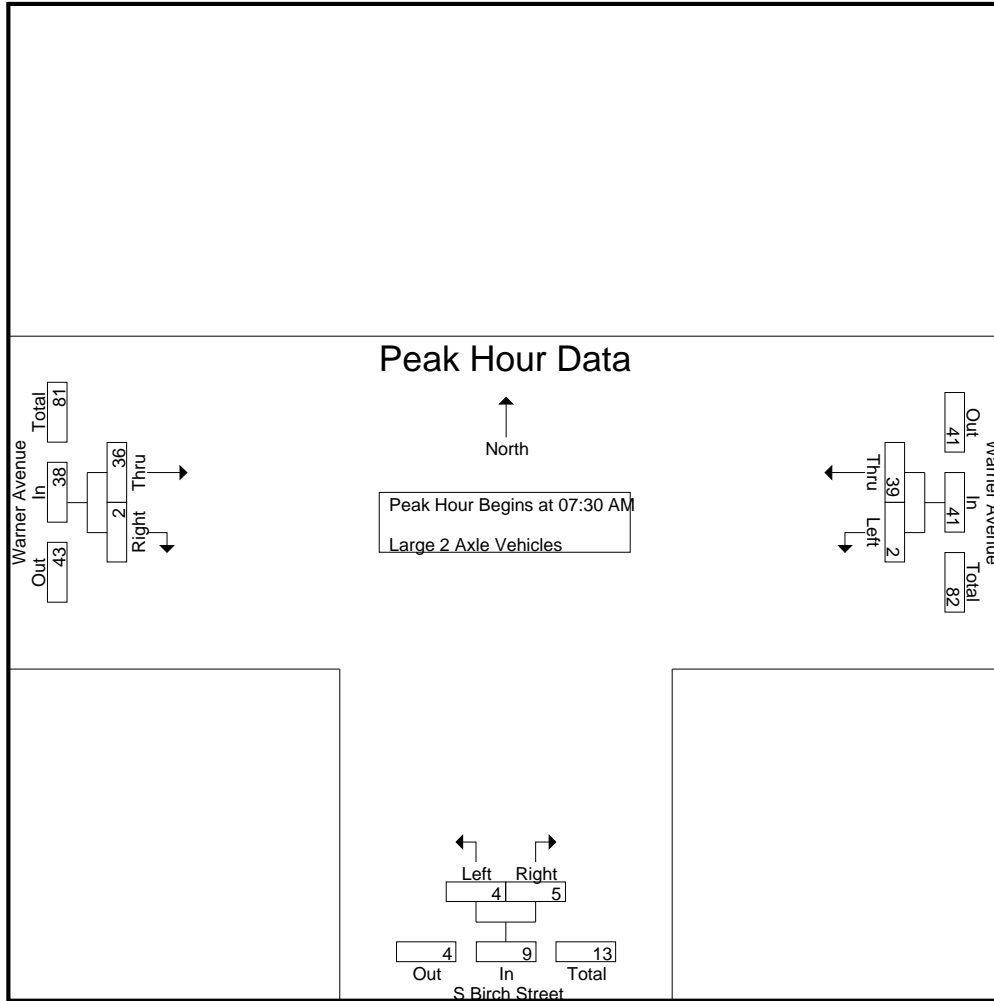 Peak Hour Data
North
Peak Hour Begins at 07:30 AM
Large 2 Axle Vehicles
Warner Avenue
Total
81
In
38
Out
43
36
Thru
2
Right
Warner Avenue
Out
41
In
41
Total
82
Thru
39
Left
2
Left Right
4 5
4 9 13
Out In Total
S Birch Street